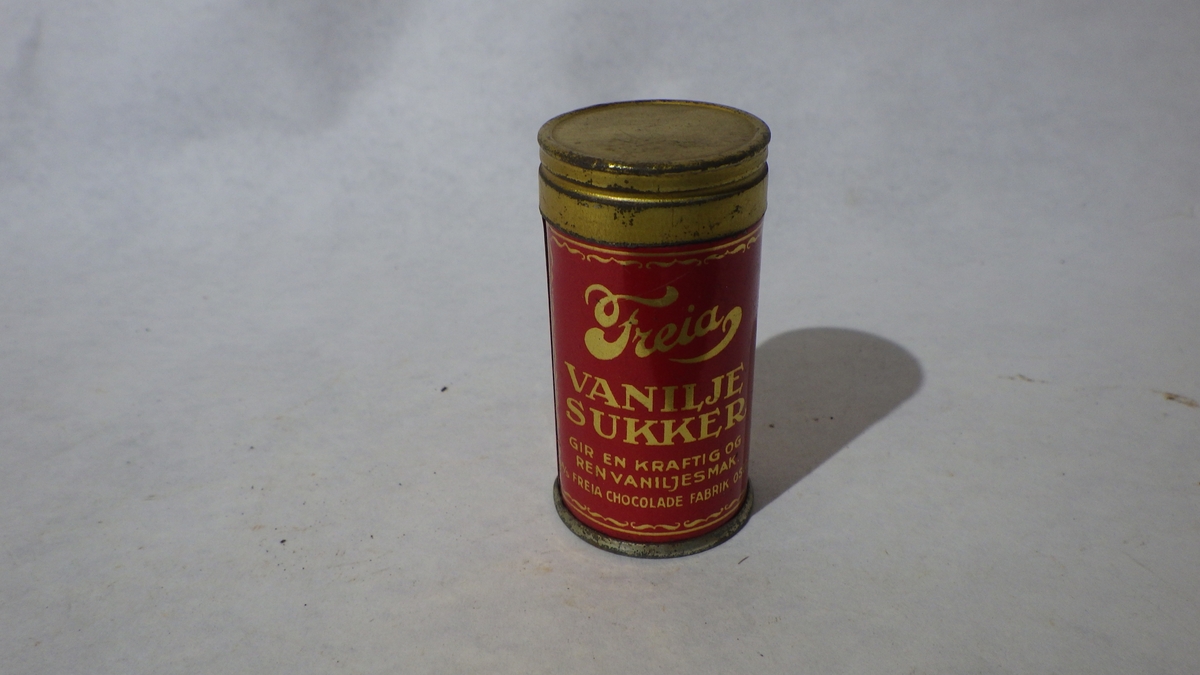 Freia
VANILJE
SUKKER
GIR EN KRAFTIG OG
REN VANILJESMAK
FREIA CHOCOLADE FABRIK